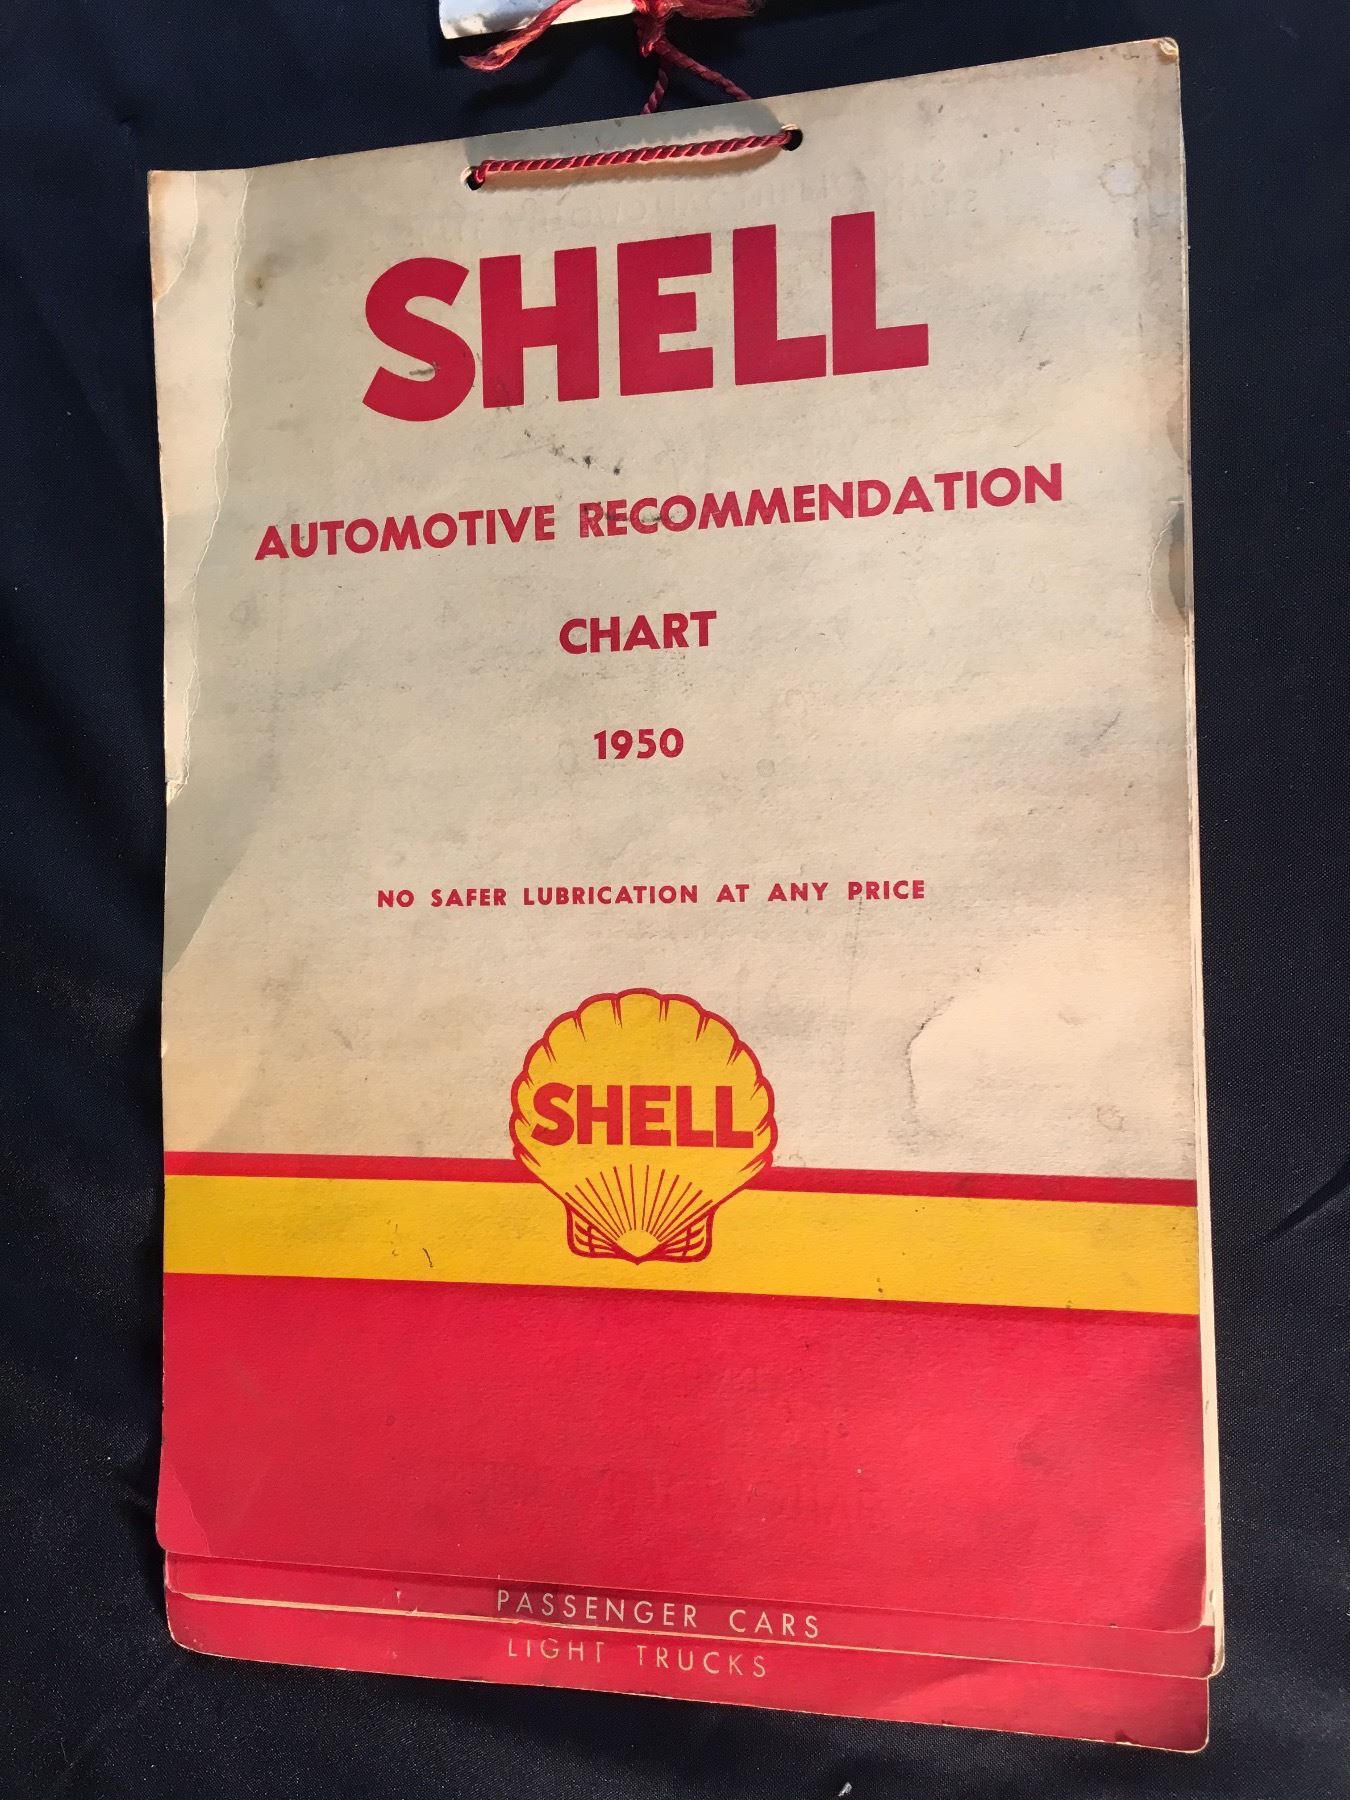 SHELL
AUTOMOTIVE RECOMMENDATION
CHART
1950
NO SAFER LUBRICATION AT ANY PRICE
SHELL
PASSENGER CARS
LIGHT TRUCKS